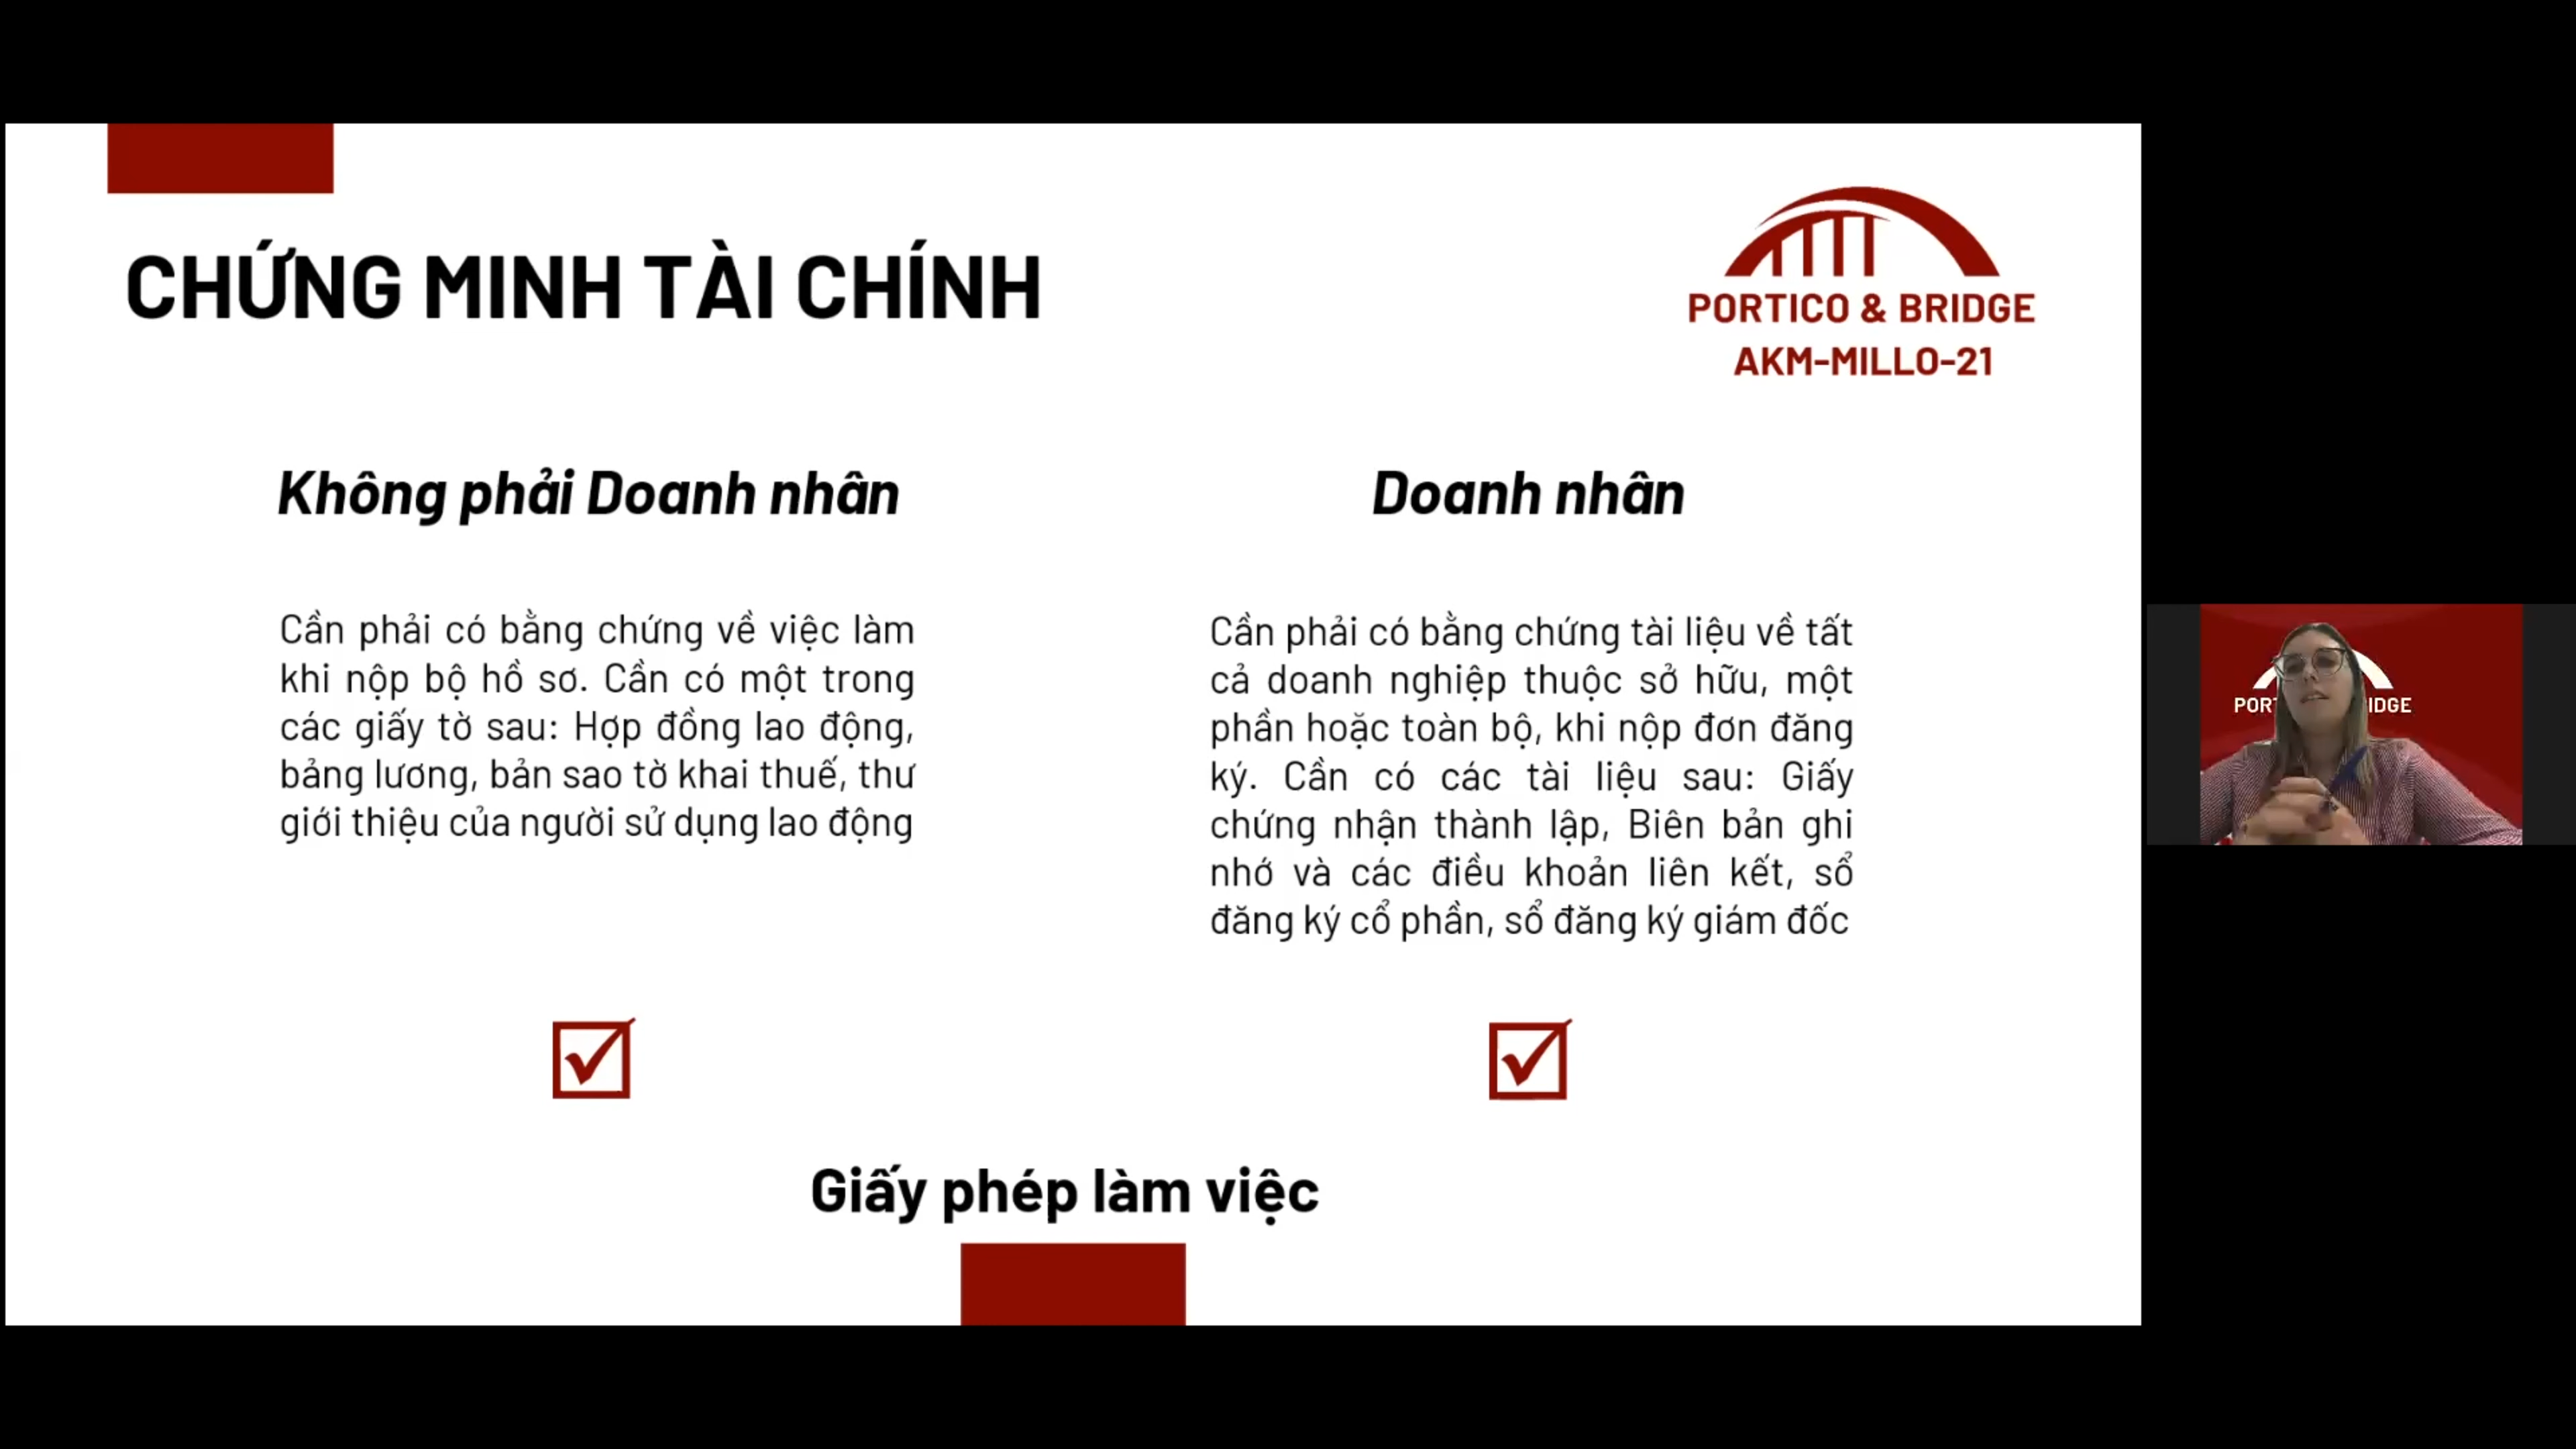 CHỨNG MINH TÀI CHÍNH
PORTICO & BRIDGE
AKM-MILLO-21
Không phải Doanh nhân
Cần phải có bằng chứng về việc làm
khi nộp bộ hồ sơ. Cần có một trong
các giấy tờ sau: Hợp đồng lao động,
bảng lương, bản sao tờ khai thuế, thư
giới thiệu của người sử dụng lao động
Doanh nhân
Cần phải có bằng chứng tài liệu về tất
cả doanh nghiệp thuộc sở hữu, một
phần hoặc toàn bộ, khi nộp đơn đăng
ký. Cần có các tài liệu sau: Giấy
chứng nhận thành lập, Biên bản ghi
nhớ và các điều khoản liên kết, sổ
đăng ký cổ phần, sổ đăng ký giám đốc
Giấy phép làm việc